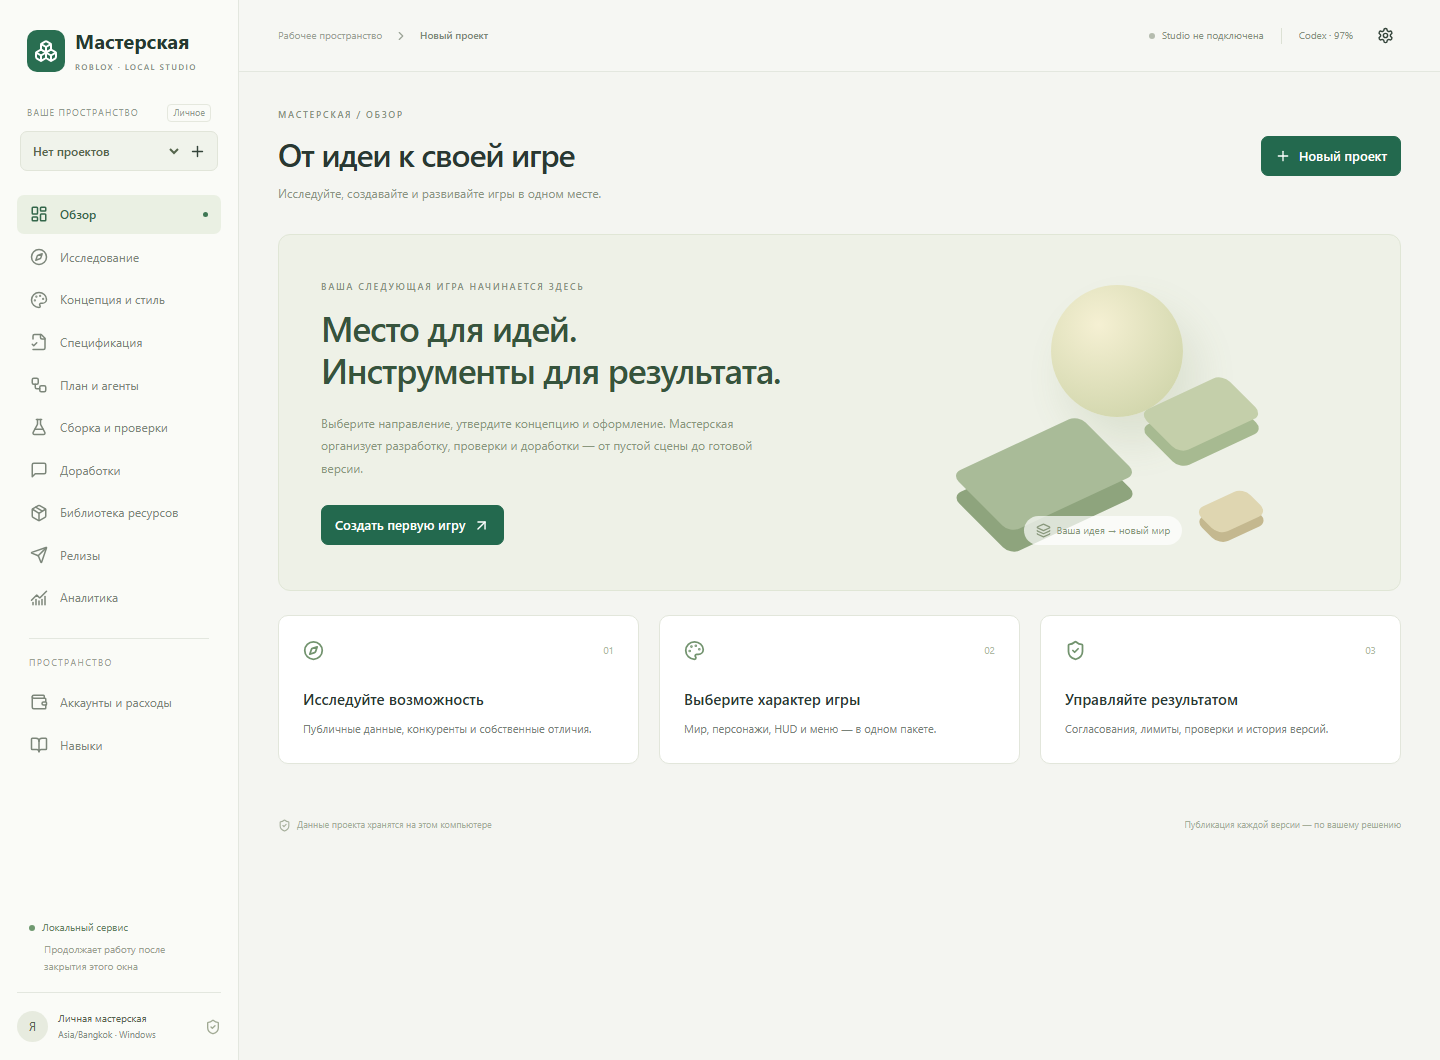 Мастерская
ROBLOX · LOCAL STUDIO
ВАШЕ ПРОСТРАНСТВО
Личное
Нет проектов
Обзор
Исследование
Концепция и стиль
Спецификация
План и агенты
Сборка и проверки
Доработки
Библиотека ресурсов
Релизы
Аналитика
ПРОСТРАНСТВО
Аккаунты и расходы
Навыки
Локальный сервис
Продолжает работу после
закрытия этого окна
Я
Личная мастерская
Asia/Bangkok · Windows
Рабочее пространство
Новый проект
Studio не подключена
Codex · 97%
МАСТЕРСКАЯ / ОБЗОР
От идеи к своей игре
Исследуйте, создавайте и развивайте игры в одном месте.
Новый проект
ВАША СЛЕДУЮЩАЯ ИГРА НАЧИНАЕТСЯ ЗДЕСЬ
Место для идей.
Инструменты для результата.
Выберите направление, утвердите концепцию и оформление. Мастерская
организует разработку, проверки и доработки — от пустой сцены до готовой
версии.
Создать первую игру
Ваша идея → новый мир
01
Исследуйте возможность
Публичные данные, конкуренты и собственные отличия.
02
Выберите характер игры
Мир, персонажи, HUD и меню — в одном пакете.
03
Управляйте результатом
Согласования, лимиты, проверки и история версий.
Данные проекта хранятся на этом компьютере
Публикация каждой версии — по вашему решению